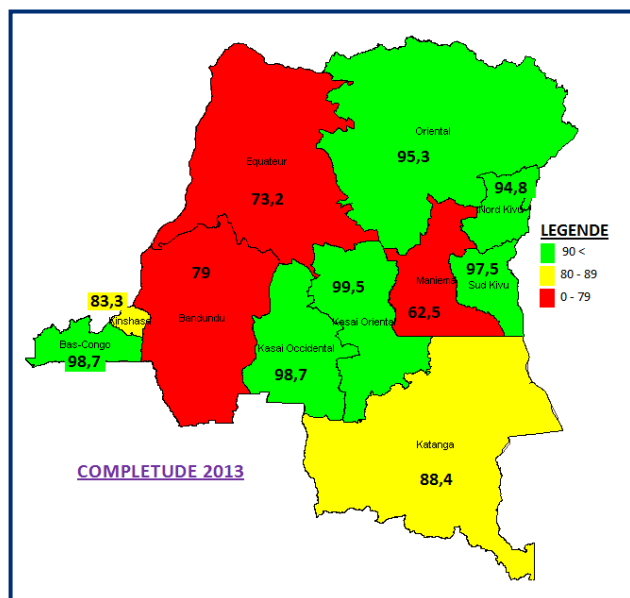 Oriental
95,3
Equateur
73,2
94,8
Nord Kivu
LEGENDE
90 <
80 - 89
0 - 79
79
Bandundu
99,5
Kasai Oriental
Maniema
62,5
97,5
Sud Kivu
83,3
Kinshasa
Bas-Congo
98,7
Kasai Occidental
98,7
Katanga
88,4
COMPLETUDE 2013